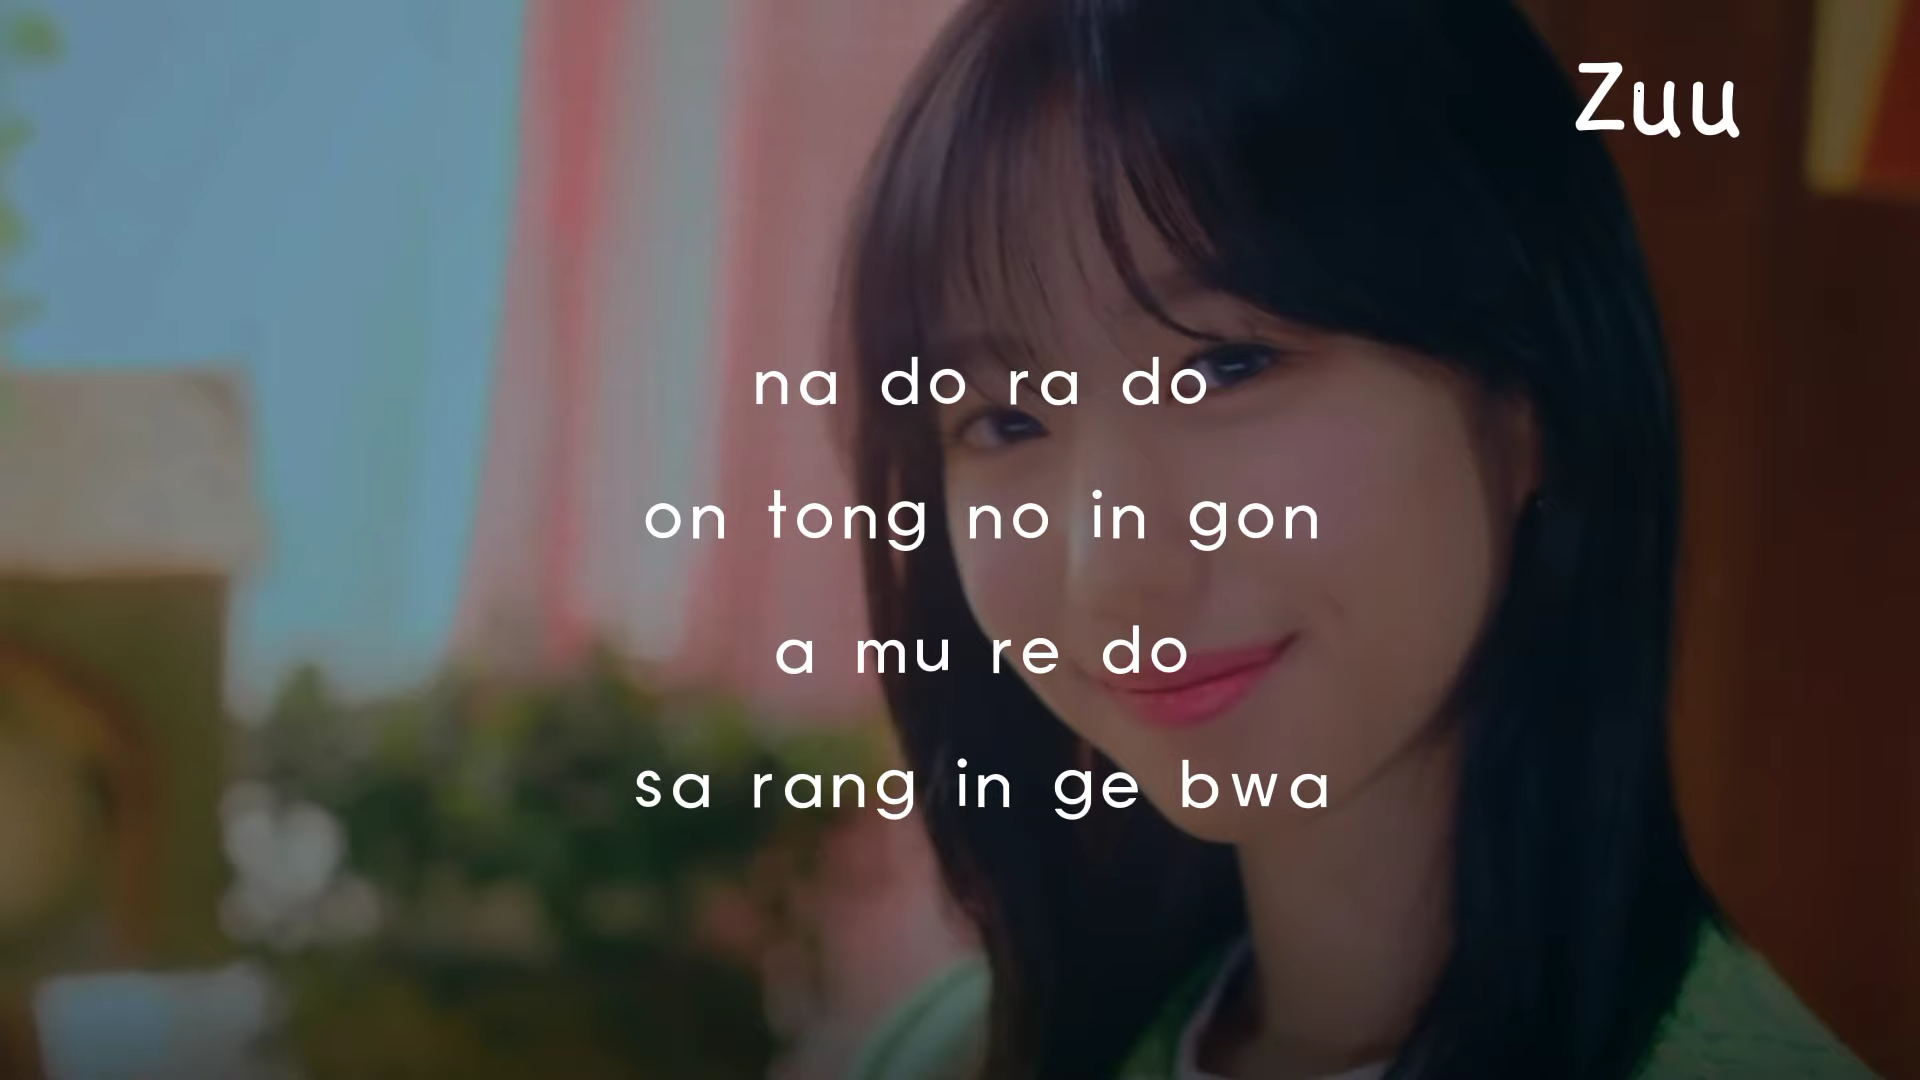 Zuu
na do ra do
on tong no in gon
a mu re do
sa rang in ge bwa